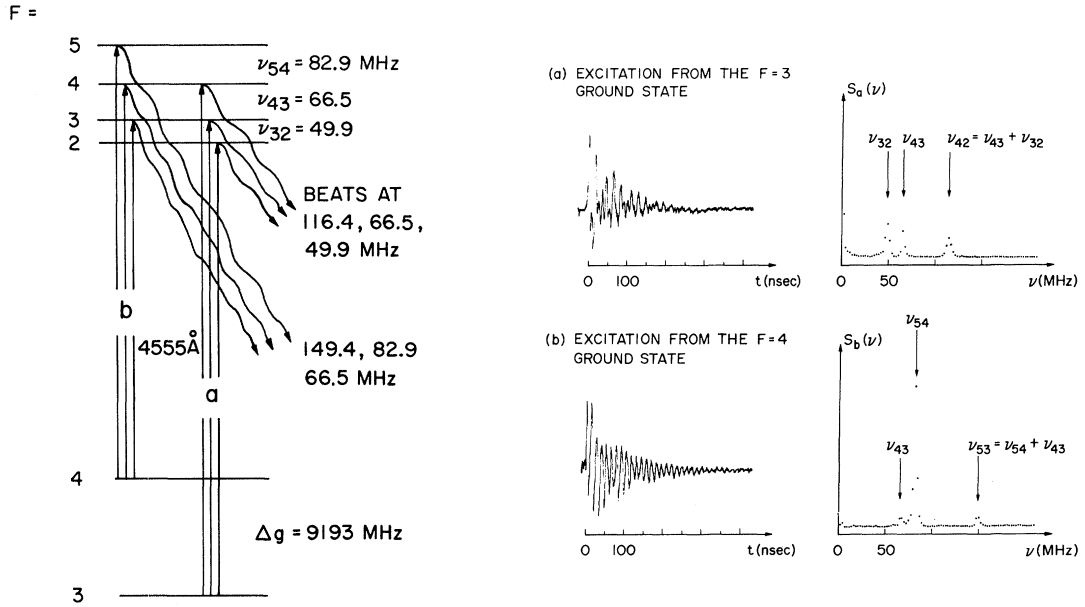 F =
5
ν54 = 82.9 MHz
4
ν43 = 66.5
3
ν32 = 49.9
2
BEATS AT
116.4, 66.5,
49.9 MHz
b
4555Å
149.4, 82.9
66.5 MHz
a
4
Δg = 9193 MHz
3
(a) EXCITATION FROM THE F=3
GROUND STATE
0 100 t(nsec)
Sa(ν)
ν32 ν43 ν42 = ν43 + ν32
0 50 ν(MHz)
(b) EXCITATION FROM THE F=4
GROUND STATE
0 100 t(nsec)
Sb(ν)
ν54
ν43 ν53 = ν54 + ν43
0 50 ν(MHz)